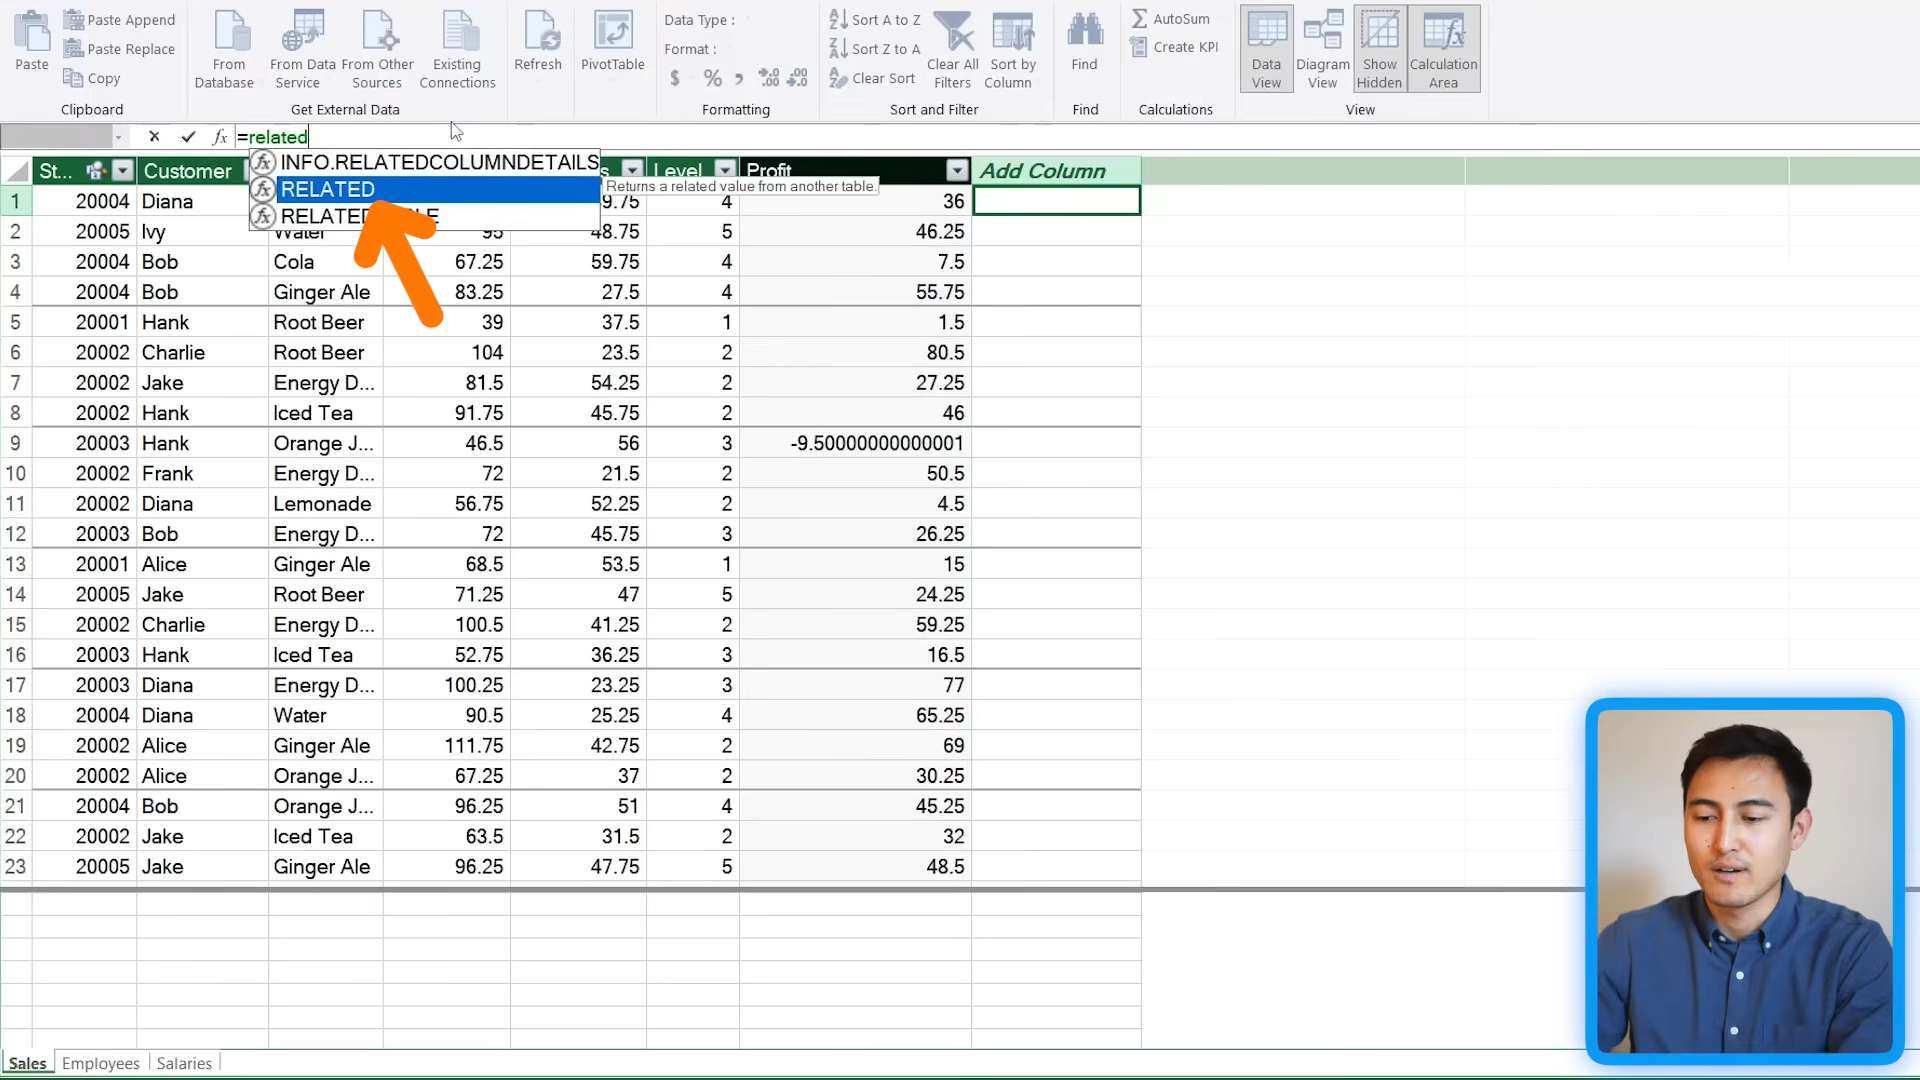 Paste
Paste Append
Paste Replace
Copy
Clipboard
From Database
From Data Service
From Other Sources
Existing Connections
Get External Data
Refresh
PivotTable
Data Type :
Format :
$ % ,
Formatting
Sort A to Z
Sort Z to A
Clear Sort
Clear All Filters
Sort by Column
Sort and Filter
Find
Find
AutoSum
Create KPI
Calculations
Data View
Diagram View
Show Hidden
Calculation Area
View
fx =related
INFO.RELATEDCOLUMNDETAILS
RELATED
Returns a related value from another table.
St... Customer Level Profit Add Column
1 20004 Diana 9.75 4 36
2 20005 Ivy Water 95 48.75 5 46.25
3 20004 Bob Cola 67.25 59.75 4 7.5
4 20004 Bob Ginger Ale 83.25 27.5 4 55.75
5 20001 Hank Root Beer 39 37.5 1 1.5
6 20002 Charlie Root Beer 104 23.5 2 80.5
7 20002 Jake Energy D... 81.5 54.25 2 27.25
8 20002 Hank Iced Tea 91.75 45.75 2 46
9 20003 Hank Orange J... 46.5 56 3 -9.50000000000001
10 20002 Frank Energy D... 72 21.5 2 50.5
11 20002 Diana Lemonade 56.75 52.25 2 4.5
12 20003 Bob Energy D... 72 45.75 3 26.25
13 20001 Alice Ginger Ale 68.5 53.5 1 15
14 20005 Jake Root Beer 71.25 47 5 24.25
15 20002 Charlie Energy D... 100.5 41.25 2 59.25
16 20003 Hank Iced Tea 52.75 36.25 3 16.5
17 20003 Diana Energy D... 100.25 23.25 3 77
18 20004 Diana Water 90.5 25.25 4 65.25
19 20002 Alice Ginger Ale 111.75 42.75 2 69
20 20002 Alice Orange J... 67.25 37 2 30.25
21 20004 Bob Orange J... 96.25 51 4 45.25
22 20002 Jake Iced Tea 63.5 31.5 2 32
23 20005 Jake Ginger Ale 96.25 47.75 5 48.5
Sales Employees Salaries